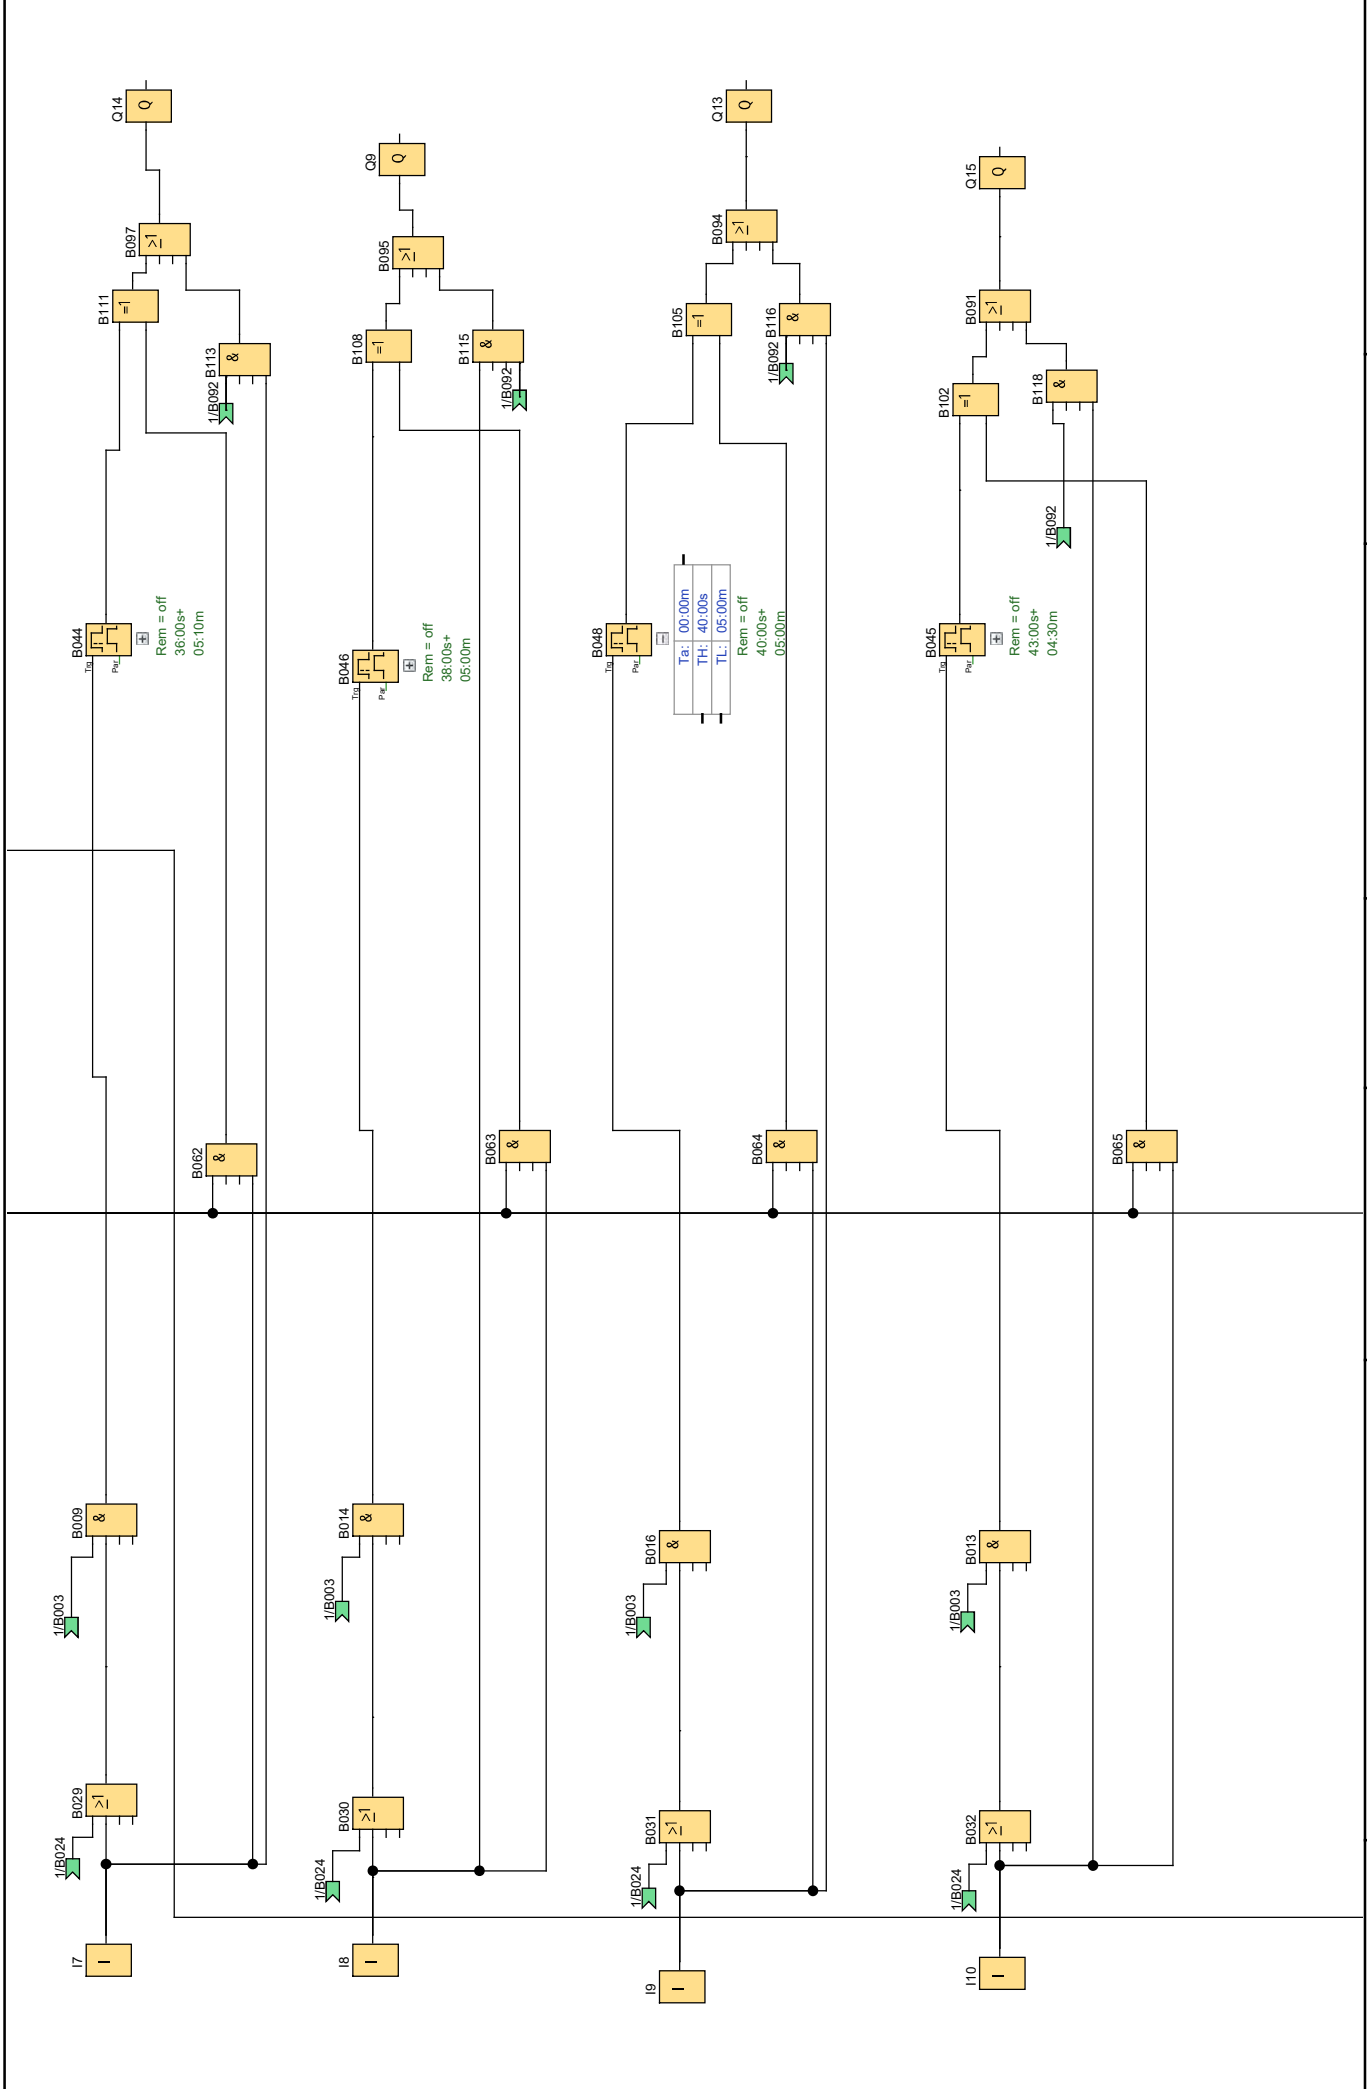 Q14
Q
B097
≥1
B111
=1
B113
&
1/B092
B044
Trg
Par
Rem = off
36:00s+
05:10m
B062
&
B009
&
1/B003
B029
≥1
1/B024
I7
I
Q9
Q
B095
≥1
B108
=1
B115
&
1/B092
B046
Trg
Par
Rem = off
38:00s+
05:00m
B063
&
B014
&
1/B003
B030
≥1
1/B024
I8
I
Q13
Q
B094
≥1
B105
=1
B116
&
1/B092
B048
Trg
Par
Ta: 00:00m
TH: 40:00s
TL: 05:00m
Rem = off
40:00s+
05:00m
B064
&
B016
&
1/B003
B031
≥1
1/B024
I9
I
Q15
Q
B091
≥1
B102
=1
B118
&
1/B092
B045
Trg
Par
Rem = off
43:00s+
04:30m
B065
&
B013
&
1/B003
B032
≥1
1/B024
I10
I